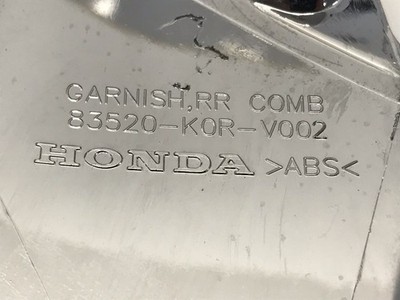 GARNISH,RR COMB
83520-K0R-V002
HONDA >ABS<